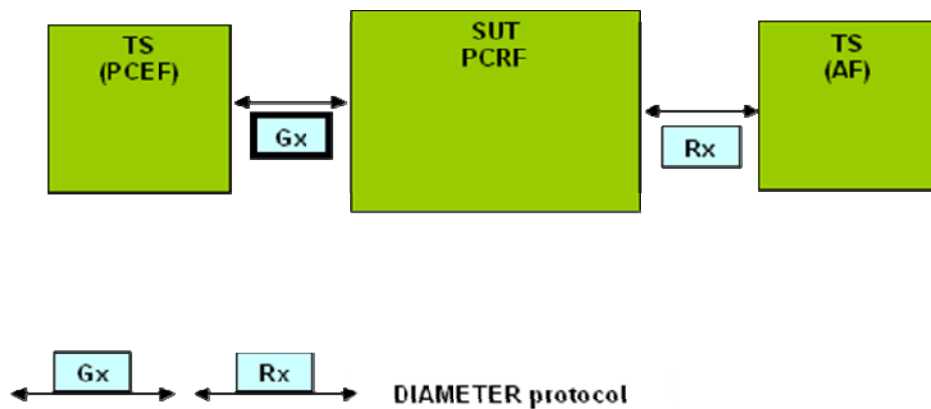 TS
(PCEF)
SUT
PCRF
TS
(AF)
Gx
Rx
Gx
Rx
DIAMETER protocol